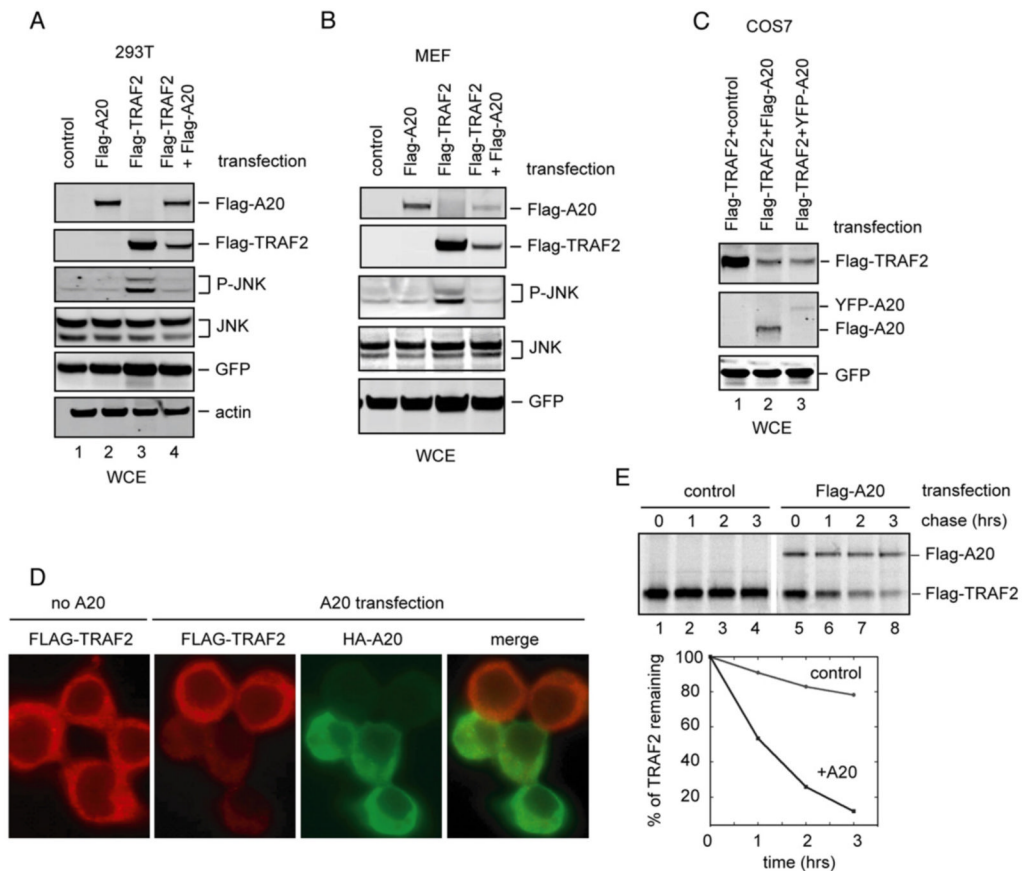 A
293T
control
Flag-A20
Flag-TRAF2
Flag-TRAF2
+ Flag-A20
transfection
Flag-A20
Flag-TRAF2
P-JNK
JNK
GFP
actin
1 2 3 4
WCE
B
MEF
control
Flag-A20
Flag-TRAF2
Flag-TRAF2
+ Flag-A20
transfection
Flag-A20
Flag-TRAF2
P-JNK
JNK
GFP
WCE
C
COS7
Flag-TRAF2+control
Flag-TRAF2+Flag-A20
Flag-TRAF2+YFP-A20
transfection
Flag-TRAF2
YFP-A20
Flag-A20
GFP
1 2 3
WCE
D
no A20 A20 transfection
FLAG-TRAF2 FLAG-TRAF2 HA-A20 merge
E
control Flag-A20 transfection
0 1 2 3 0 1 2 3 chase (hrs)
Flag-A20
Flag-TRAF2
1 2 3 4 5 6 7 8
% of TRAF2 remaining
100
80
60
40
20
control
+A20
0 1 2 3
time (hrs)